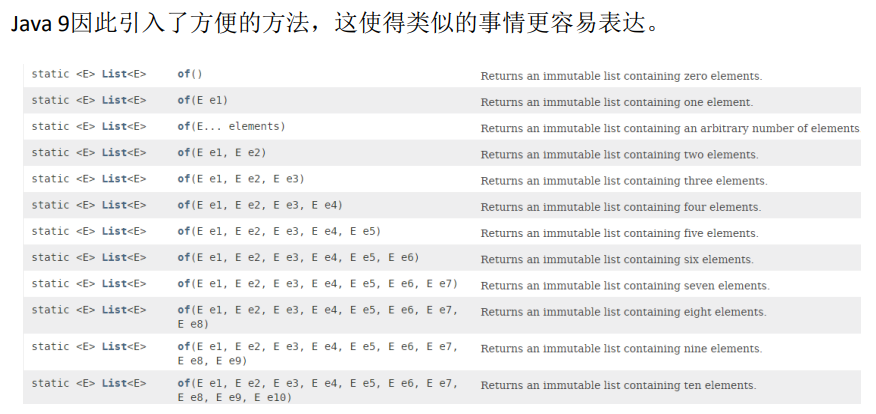 Java 9因此引入了方便的方法，这使得类似的事情更容易表达。
static <E> List<E> of() Returns an immutable list containing zero elements.
static <E> List<E> of(E e1) Returns an immutable list containing one element.
static <E> List<E> of(E... elements) Returns an immutable list containing an arbitrary number of elements
static <E> List<E> of(E e1, E e2) Returns an immutable list containing two elements.
static <E> List<E> of(E e1, E e2, E e3) Returns an immutable list containing three elements.
static <E> List<E> of(E e1, E e2, E e3, E e4) Returns an immutable list containing four elements.
static <E> List<E> of(E e1, E e2, E e3, E e4, E e5) Returns an immutable list containing five elements.
static <E> List<E> of(E e1, E e2, E e3, E e4, E e5, E e6) Returns an immutable list containing six elements.
static <E> List<E> of(E e1, E e2, E e3, E e4, E e5, E e6, E e7) Returns an immutable list containing seven elements.
static <E> List<E> of(E e1, E e2, E e3, E e4, E e5, E e6, E e7, Returns an immutable list containing eight elements.
E e8)
static <E> List<E> of(E e1, E e2, E e3, E e4, E e5, E e6, E e7, Returns an immutable list containing nine elements.
E e8, E e9)
static <E> List<E> of(E e1, E e2, E e3, E e4, E e5, E e6, E e7, Returns an immutable list containing ten elements.
E e8, E e9, E e10)